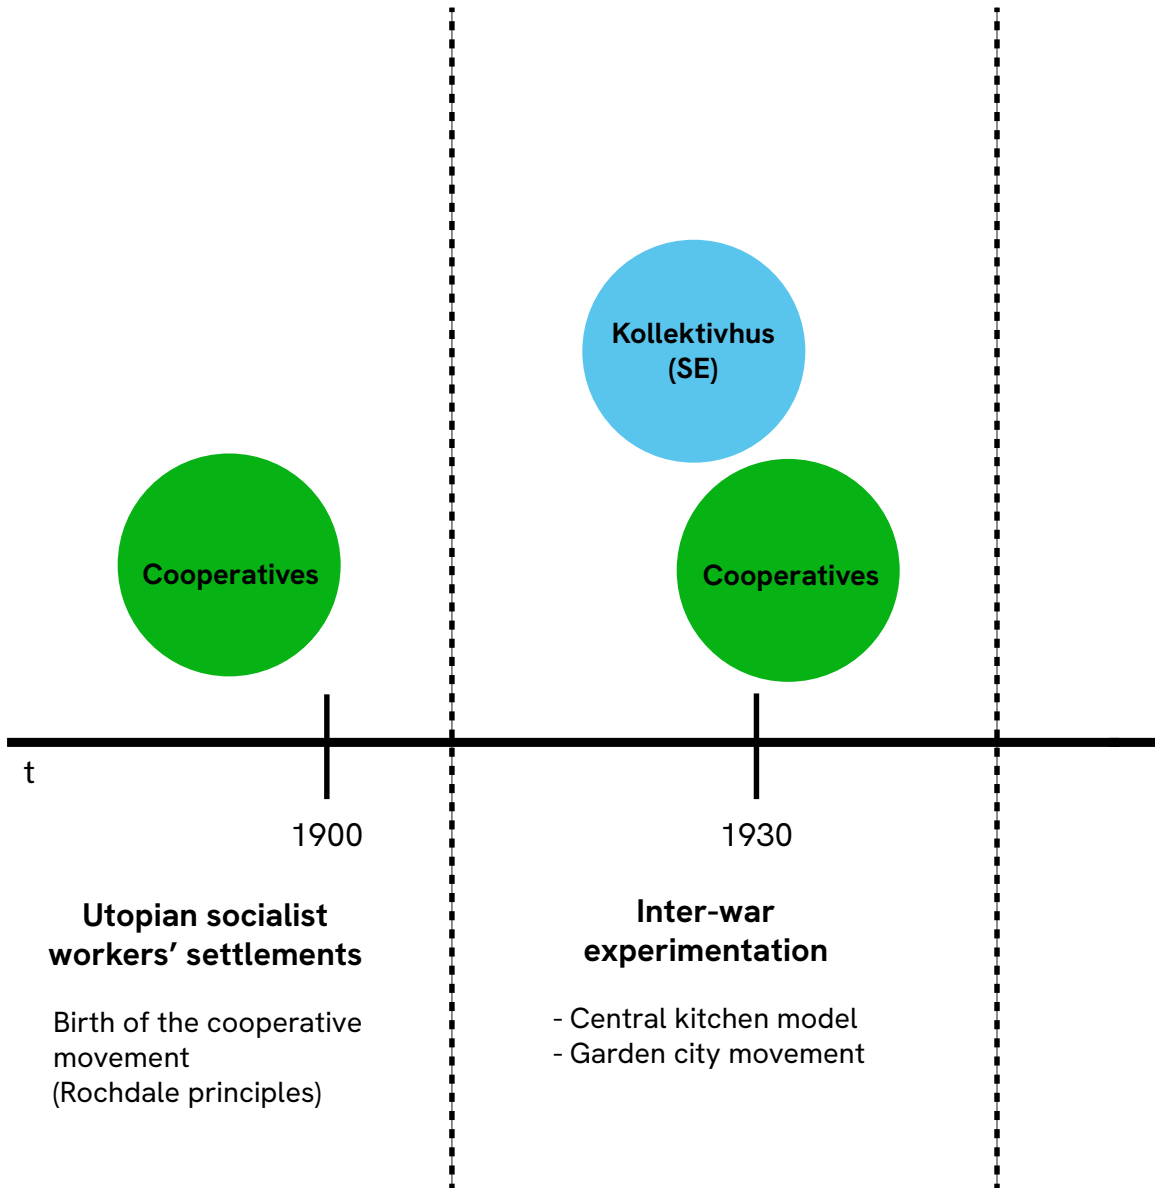 Kollektivhus
(SE)
Cooperatives
Cooperatives
t
1900
1930
Utopian socialist
workers’ settlements
Birth of the cooperative
movement
(Rochdale principles)
Inter-war
experimentation
- Central kitchen model
- Garden city movement